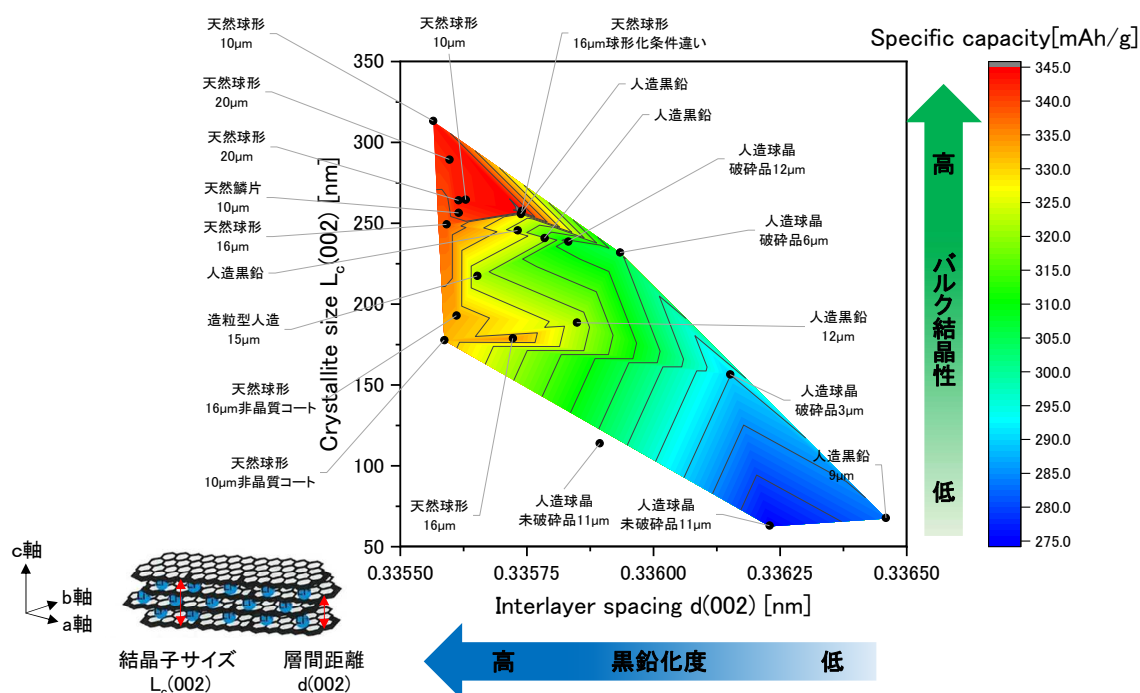 天然球形
10μm
天然球形
10μm
天然球形
16μm球形化条件違い
Specific capacity[mAh/g]
人造黒鉛
天然球形
20μm
人造黒鉛
人造球晶
破砕品12μm
天然球形
20μm
天然鱗片
10μm
天然球形
16μm
人造球晶
破砕品6μm
人造黒鉛
造粒型人造
15μm
人造黒鉛
12μm
天然球形
16μm非晶質コート
人造球晶
破砕品3μm
天然球形
10μm非晶質コート
天然球形
16μm
人造球晶
未破砕品11μm
人造球晶
未破砕品11μm
人造黒鉛
9μm
Crystallite size Lc(002) [nm]
350
300
250
200
150
100
50
0.33550
0.33575
0.33600
0.33625
0.33650
Interlayer spacing d(002) [nm]
345.0
340.0
335.0
330.0
325.0
320.0
315.0
310.0
305.0
300.0
295.0
290.0
285.0
280.0
275.0
高
バルク結晶性
低
高 黒鉛化度 低
c軸
b軸
a軸
結晶子サイズ
Lc(002)
層間距離
d(002)